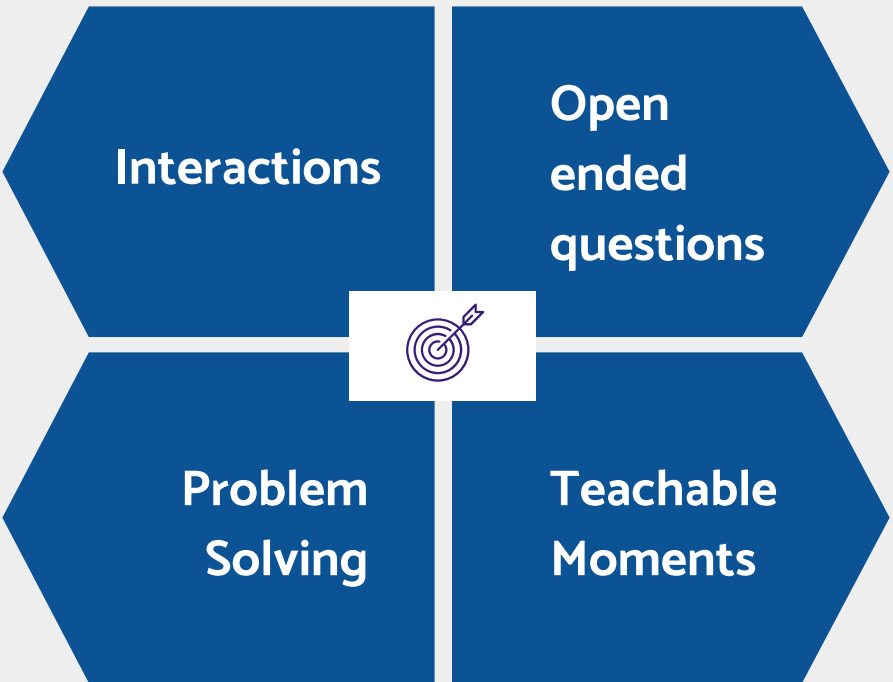 Interactions
Open
ended
questions
Problem
Solving
Teachable
Moments